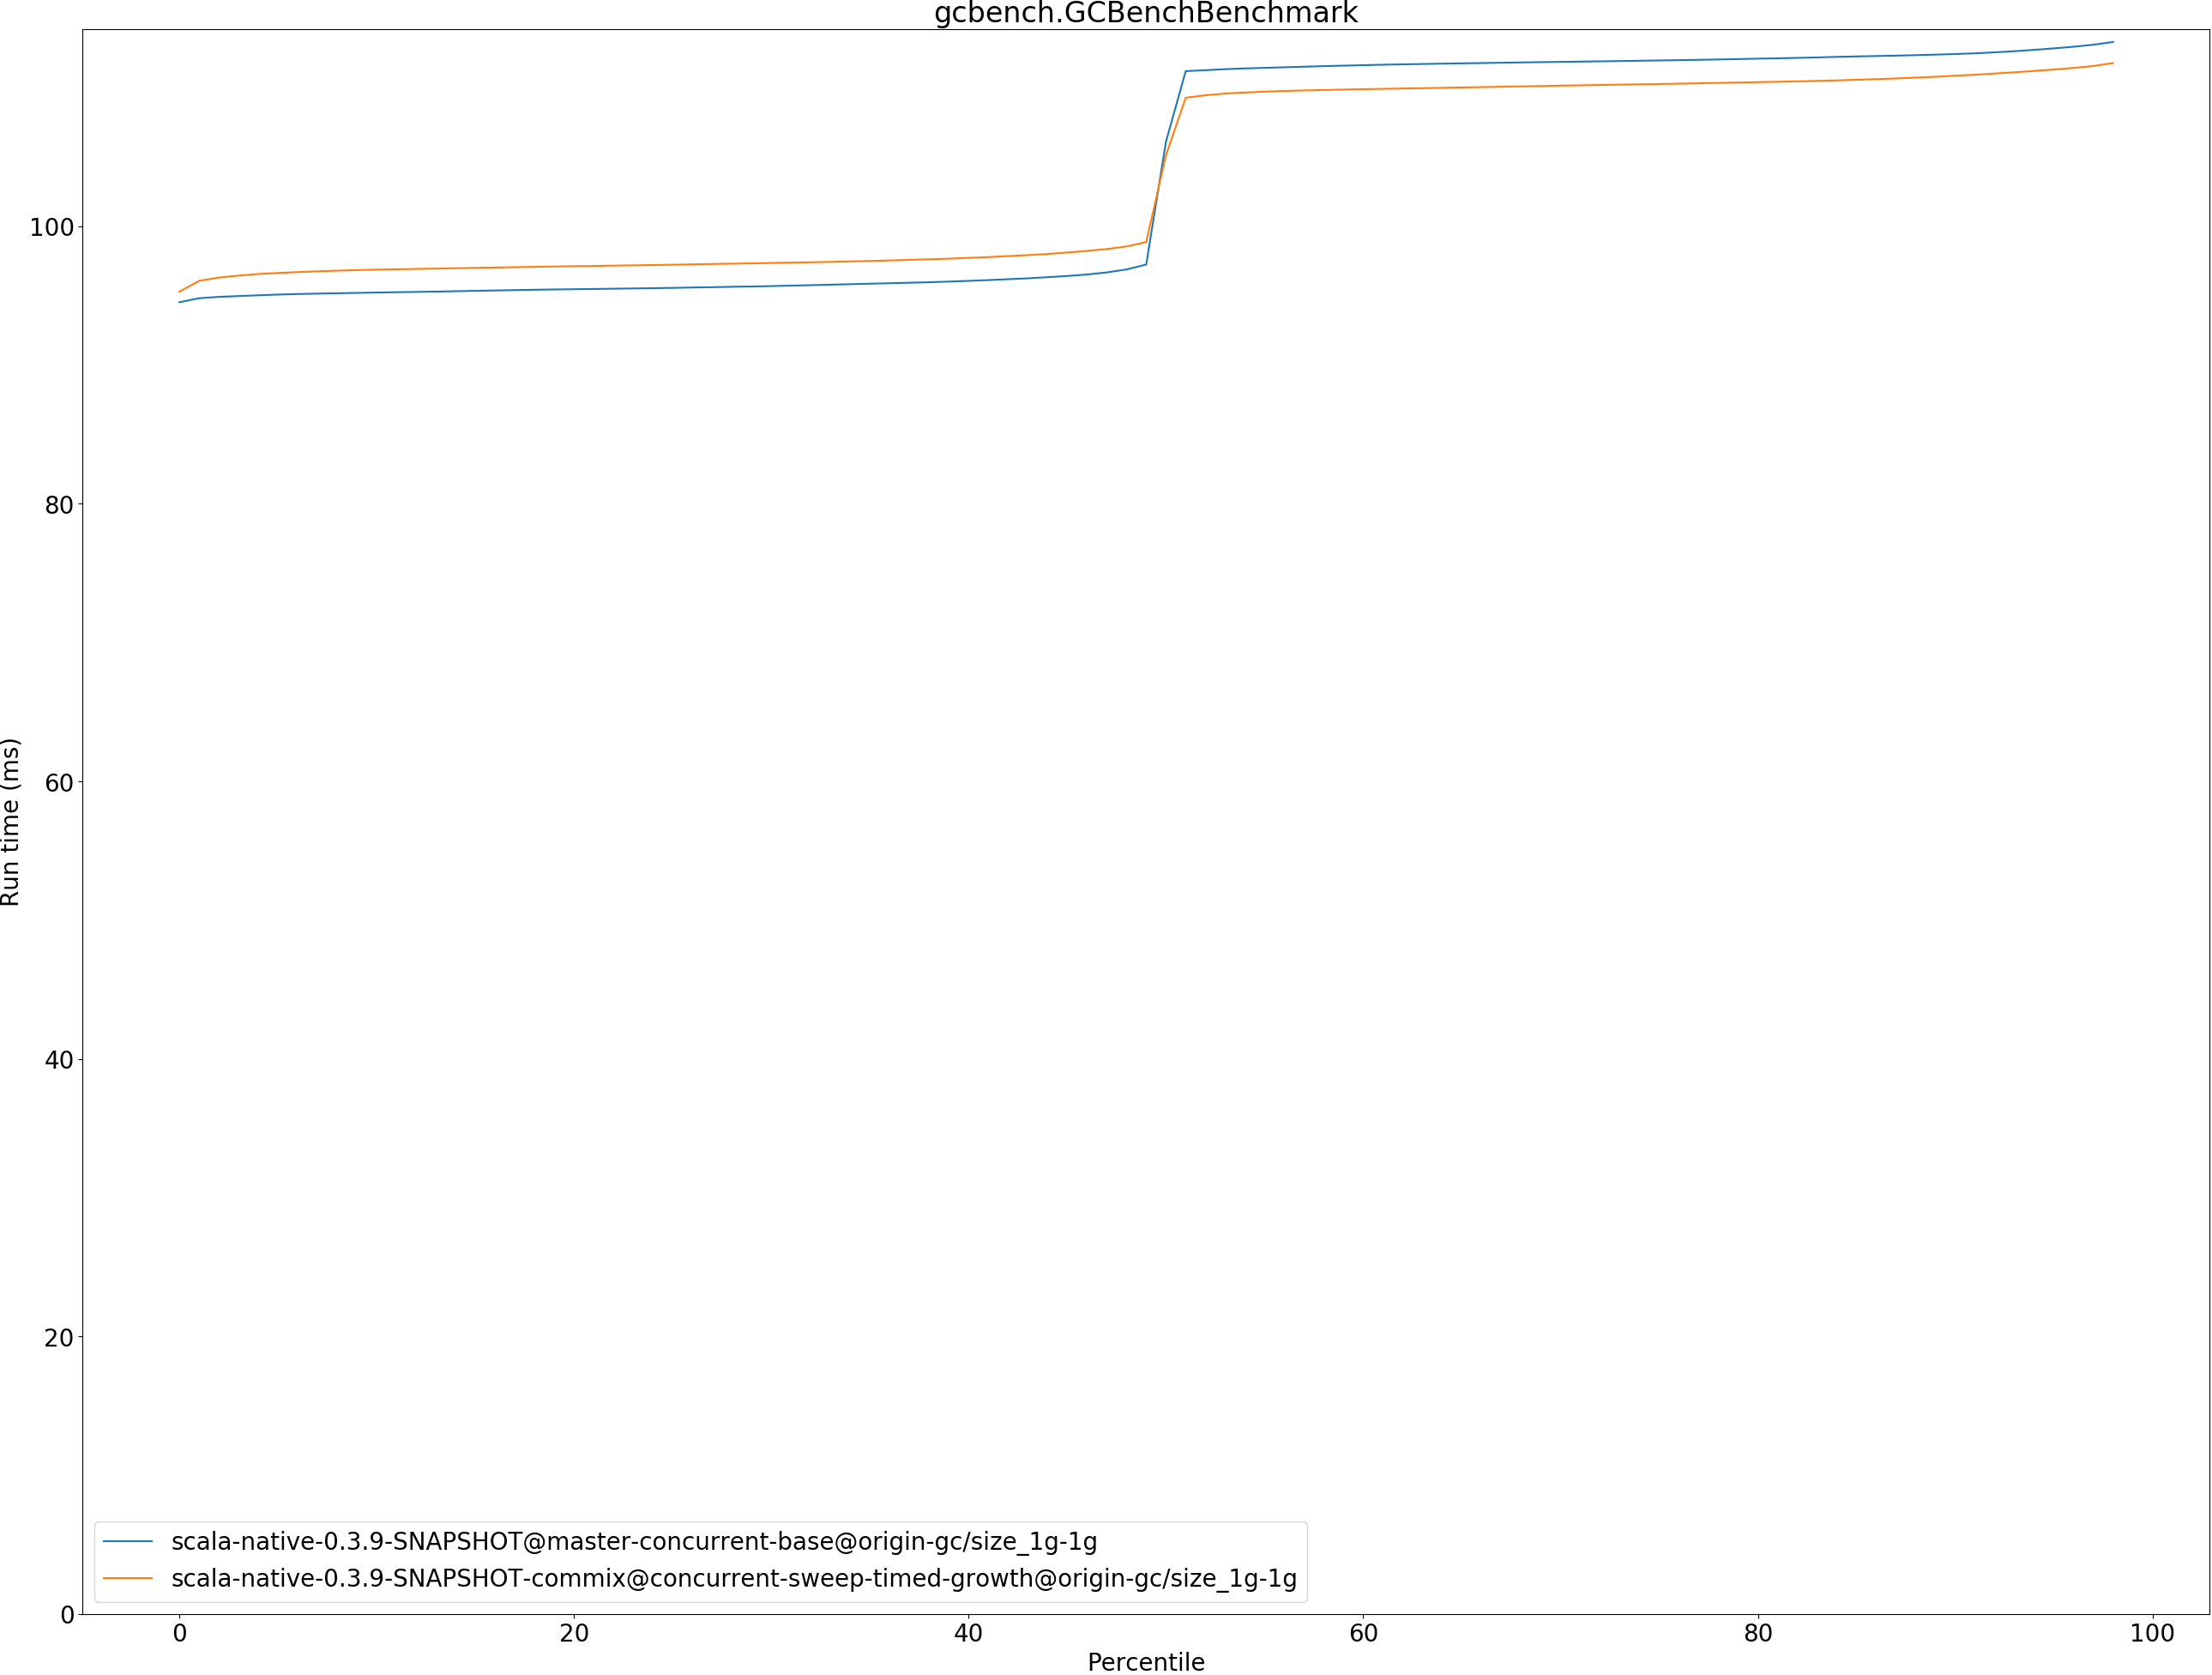 gcbench.GCBenchBenchmark
100
80
60
40
20
0
Run time (ms)
scala-native-0.3.9-SNAPSHOT@master-concurrent-base@origin-gc/size_1g-1g
scala-native-0.3.9-SNAPSHOT-commix@concurrent-sweep-timed-growth@origin-gc/size_1g-1g
0 20 40 60 80 100
Percentile